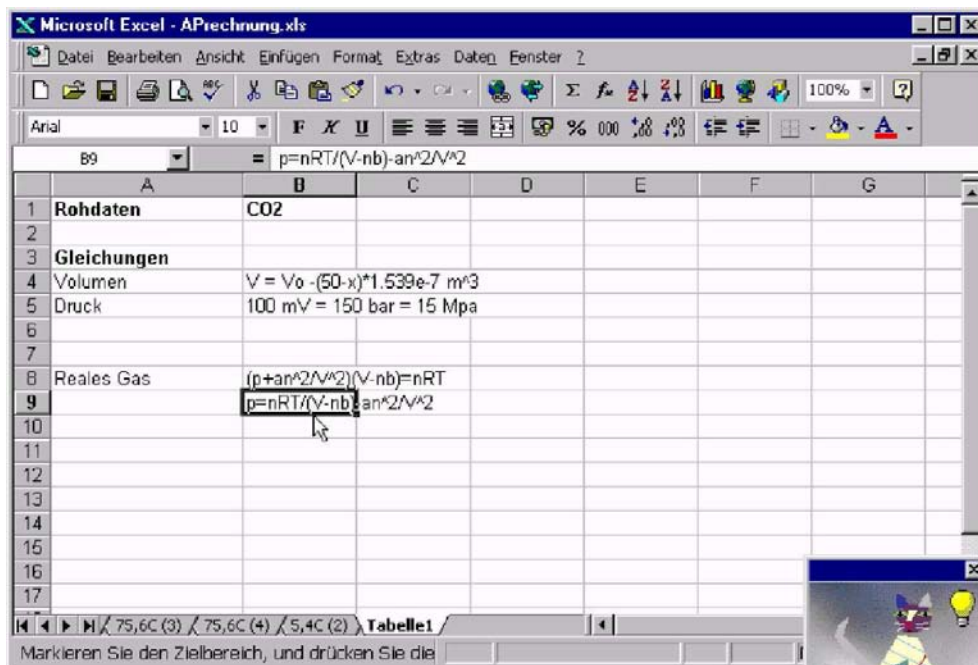 Microsoft Excel - APrechnung.xls
Datei Bearbeiten Ansicht Einfügen Format Extras Daten Fenster ?
100%
Arial 10 F K U % 000
B9 = p=nRT/(V-nb)-an^2/V^2
A B C D E F G
1 Rohdaten CO2
2
3 Gleichungen
4 Volumen V = Vo -(50-x)*1.539e-7 m^3
5 Druck 100 mV = 150 bar = 15 Mpa
6
7
8 Reales Gas (p+an^2/V^2)(V-nb)=nRT
9 p=nRT/(V-nb)-an^2/V^2
10
11
12
13
14
15
16
17
75,6C (3) / 75,6C (4) / 5,4C (2) Tabelle1
Markieren Sie den Zielbereich, und drücken Sie die